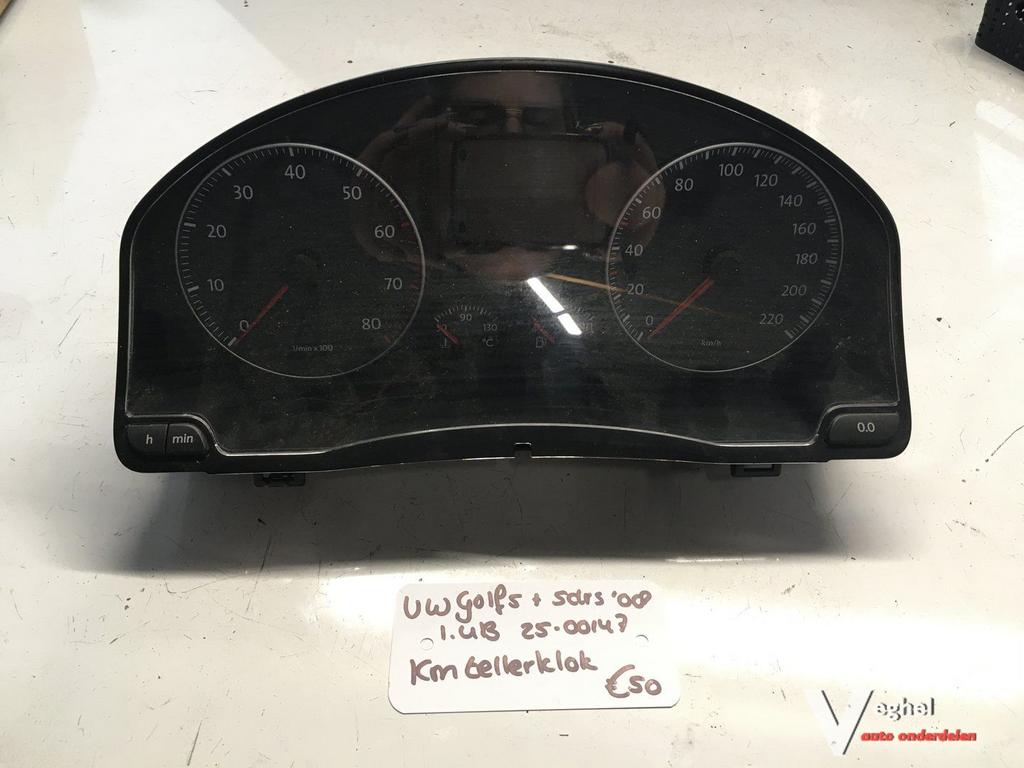 10 20 30 40 50 60 70 80
0
1/min x 100
90
130
°C
0 20 40 60 80 100 120 140 160 180 200 220
km/h
h min
0.0
VW Golf 5 + 5drs '08
1.4B 25-00147
Km tellerklok
€50
Veghel
auto onderdelen